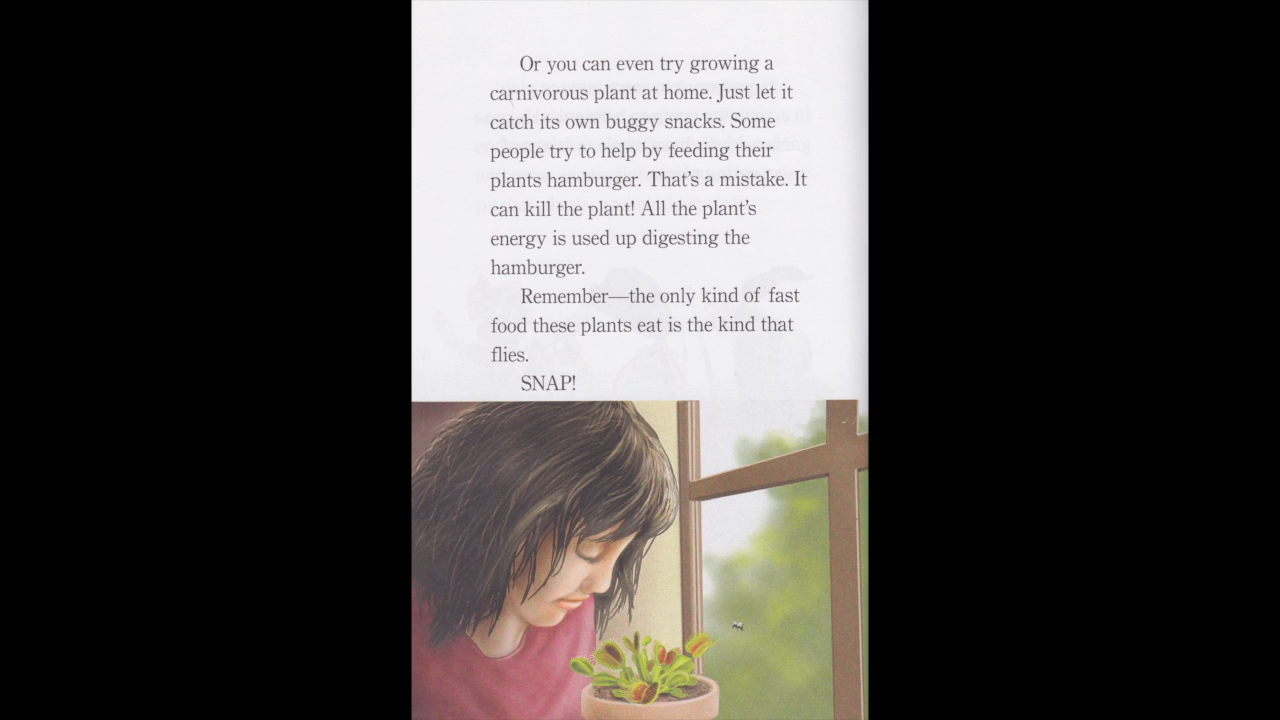 Or you can even try growing a
carnivorous plant at home. Just let it
catch its own buggy snacks. Some
people try to help by feeding their
plants hamburger. That's a mistake. It
can kill the plant! All the plant's
energy is used up digesting the
hamburger.
Remember—the only kind of fast
food these plants eat is the kind that
flies.
SNAP!